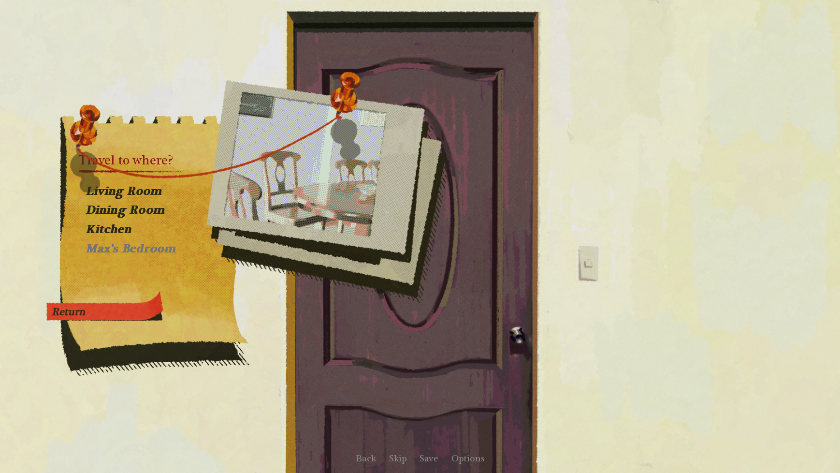 Travel to where?
Living Room
Dining Room
Kitchen
Max's Bedroom
Return
Back Skip Save Options